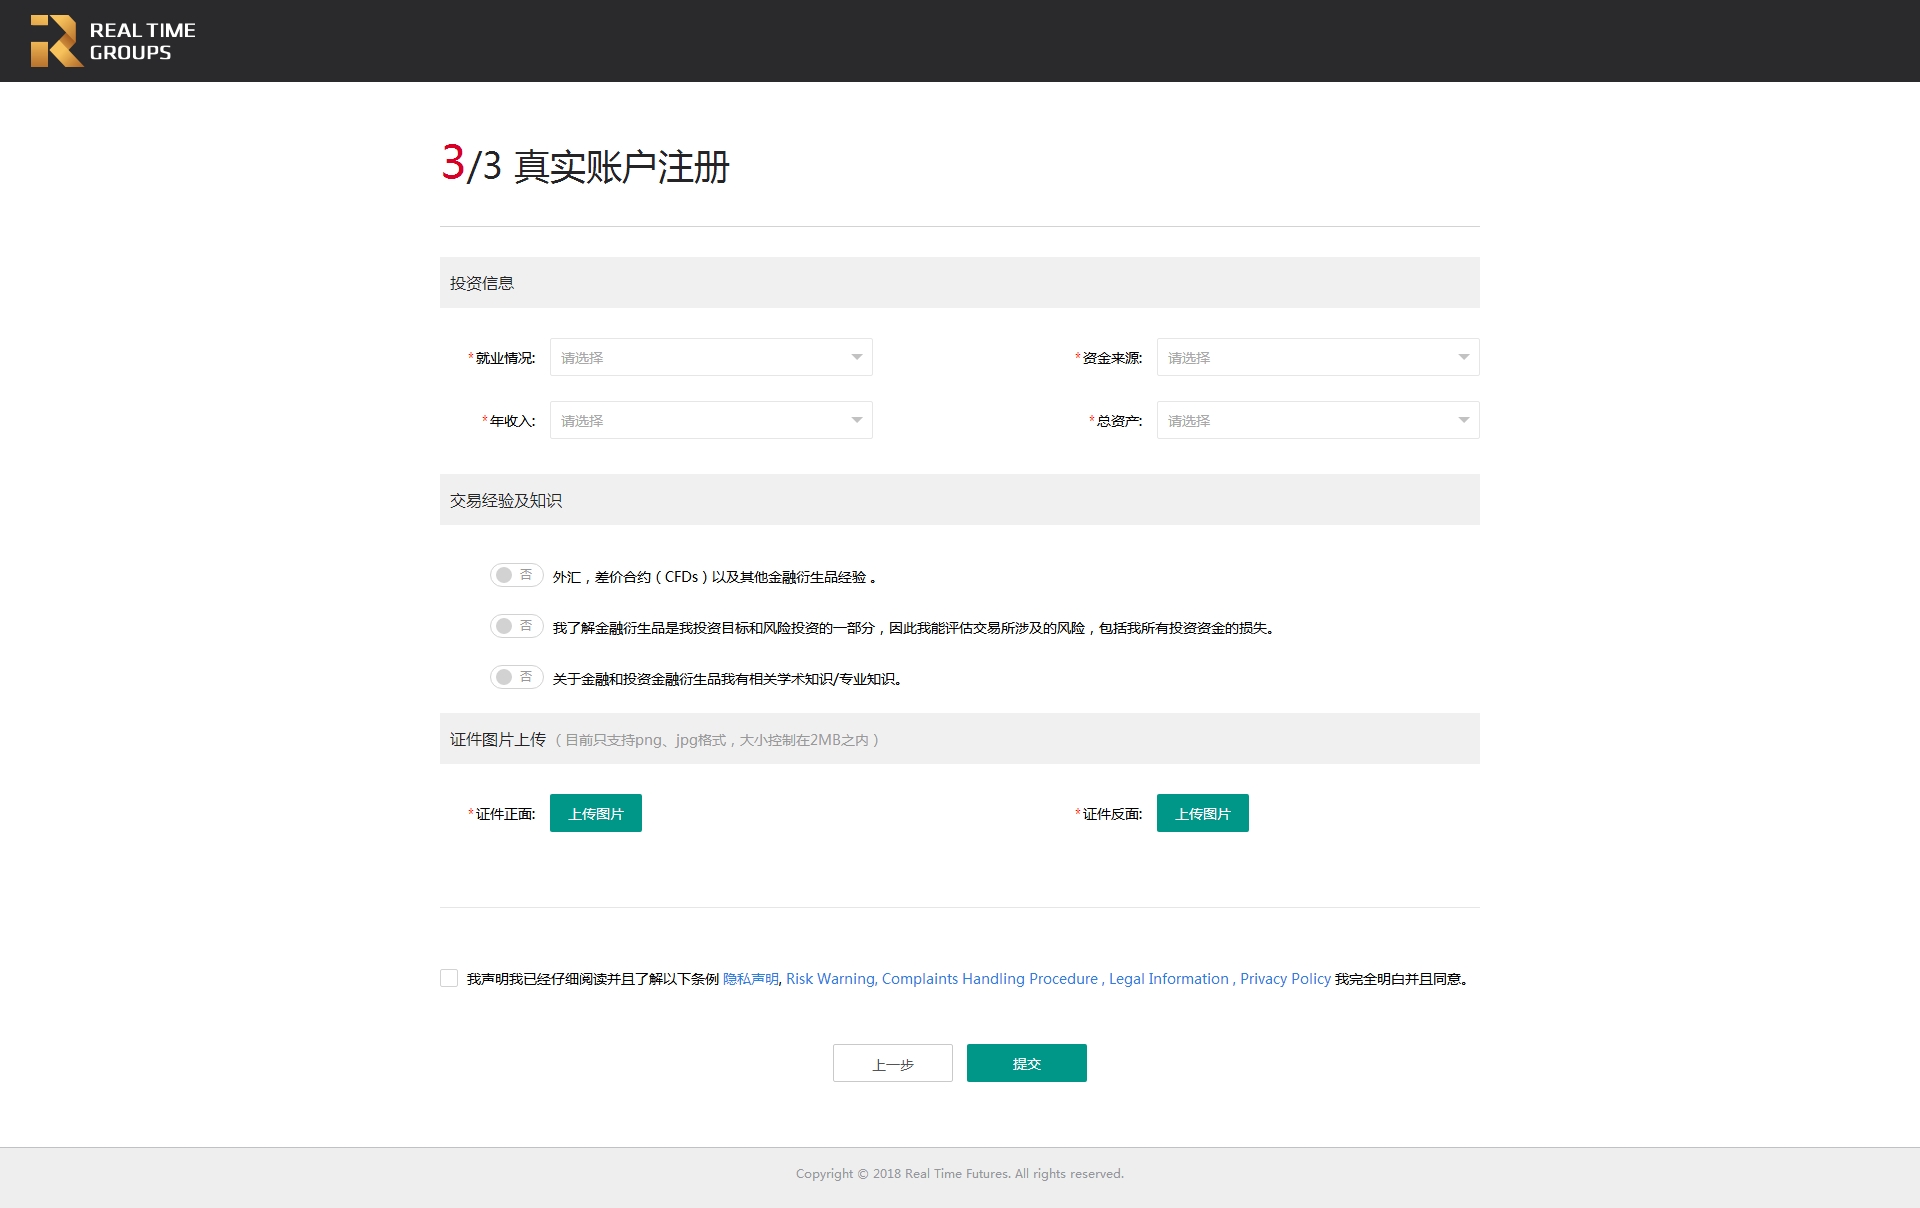 REAL TIME
GROUPS
3/3 真实账户注册
投资信息
*就业情况: 请选择 *资金来源: 请选择
*年收入: 请选择 *总资产: 请选择
交易经验及知识
否 外汇，差价合约（CFDs）以及其他金融衍生品经验 。
否 我了解金融衍生品是我投资目标和风险投资的一部分，因此我能评估交易所涉及的风险，包括我所有投资资金的损失。
否 关于金融和投资金融衍生品我有相关学术知识/专业知识。
证件图片上传 （目前只支持png、jpg格式，大小控制在2MB之内）
*证件正面: 上传图片 *证件反面: 上传图片
我声明我已经仔细阅读并且了解以下条例 隐私声明, Risk Warning, Complaints Handling Procedure , Legal Information , Privacy Policy 我完全明白并且同意。
上一步 提交
Copyright © 2018 Real Time Futures. All rights reserved.